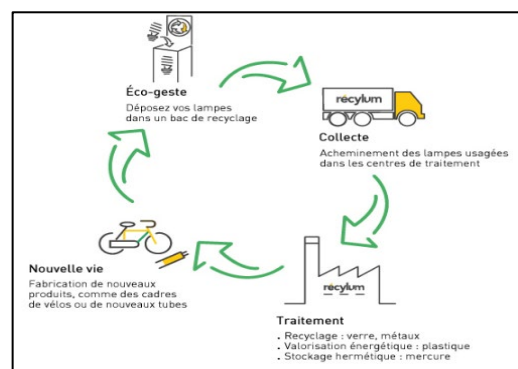 Éco-geste
Déposez vos lampes
dans un bac de recyclage
récylum
Collecte
Acheminement des lampes usagées
dans les centres de traitement
récylum
Traitement
. Recyclage : verre, métaux
. Valorisation énergétique : plastique
. Stockage hermétique : mercure
Nouvelle vie
Fabrication de nouveaux
produits, comme des cadres
de vélos ou de nouveaux tubes